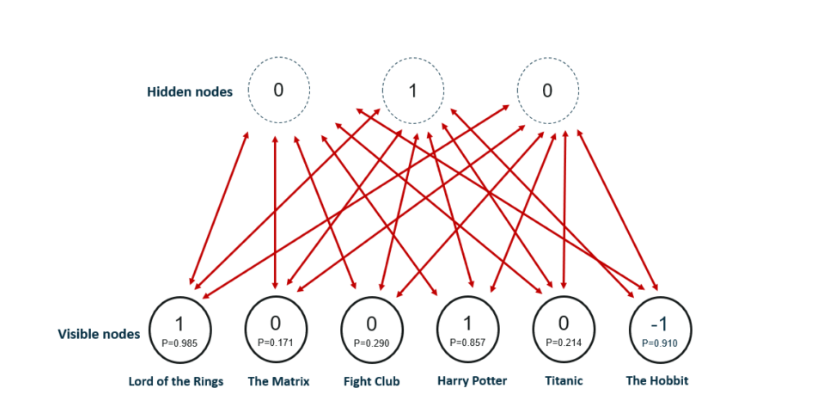 Hidden nodes 0 1 0
Visible nodes 1 0 0 1 0 -1
P=0.985 P=0.171 P=0.290 P=0.857 P=0.214 P=0.910
Lord of the Rings The Matrix Fight Club Harry Potter Titanic The Hobbit